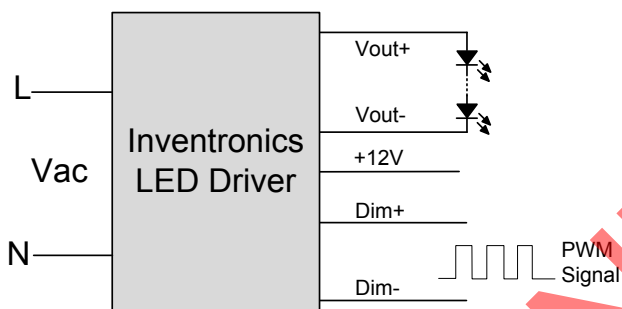 L
Vac
N
Inventronics
LED Driver
Vout+
Vout-
+12V
Dim+
Dim-
PWM
Signal